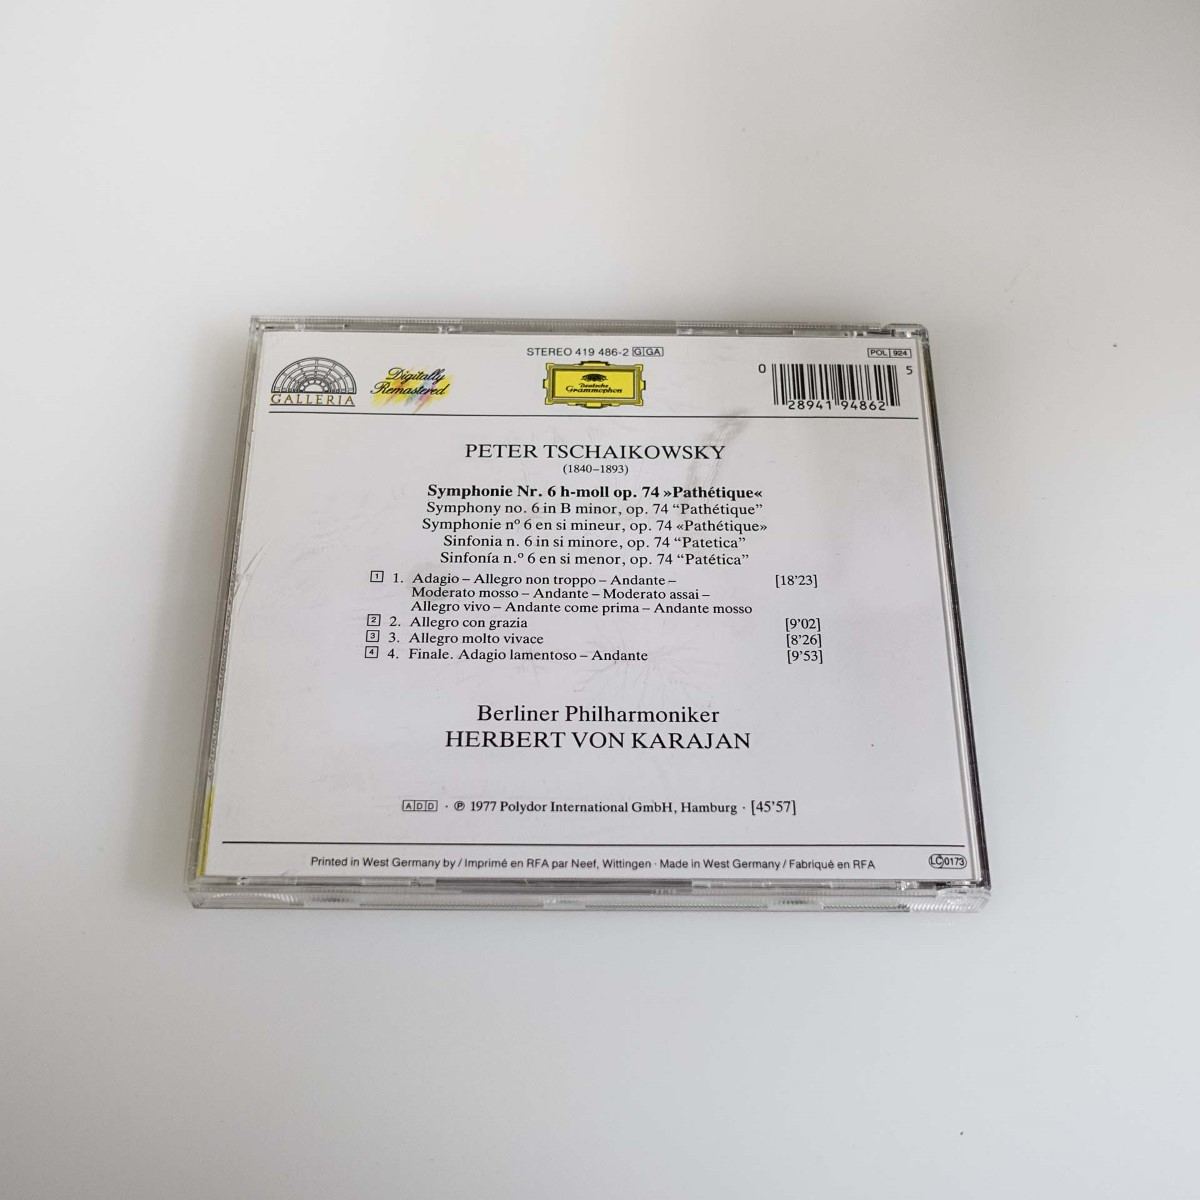 STEREO 419 486-2 G GA
POL 924
GALLERIA
Digitally
Remastered
Deutsche
Grammophon
0 28941 94862 5
PETER TSCHAIKOWSKY
(1840–1893)
Symphonie Nr. 6 h-moll op. 74 »Pathétique«
Symphony no. 6 in B minor, op. 74 “Pathétique”
Symphonie nº 6 en si mineur, op. 74 «Pathétique»
Sinfonia n. 6 in si minore, op. 74 “Patetica”
Sinfonía n.º 6 en si menor, op. 74 “Patética”
1 1. Adagio – Allegro non troppo – Andante – [18’23]
Moderato mosso – Andante – Moderato assai –
Allegro vivo – Andante come prima – Andante mosso
2 2. Allegro con grazia [9’02]
3 3. Allegro molto vivace [8’26]
4 4. Finale. Adagio lamentoso – Andante [9’53]
Berliner Philharmoniker
HERBERT VON KARAJAN
ADD · ℗ 1977 Polydor International GmbH, Hamburg · [45’57]
Printed in West Germany by / Imprimé en RFA par Neef, Wittingen · Made in West Germany / Fabriqué en RFA
LC 0173